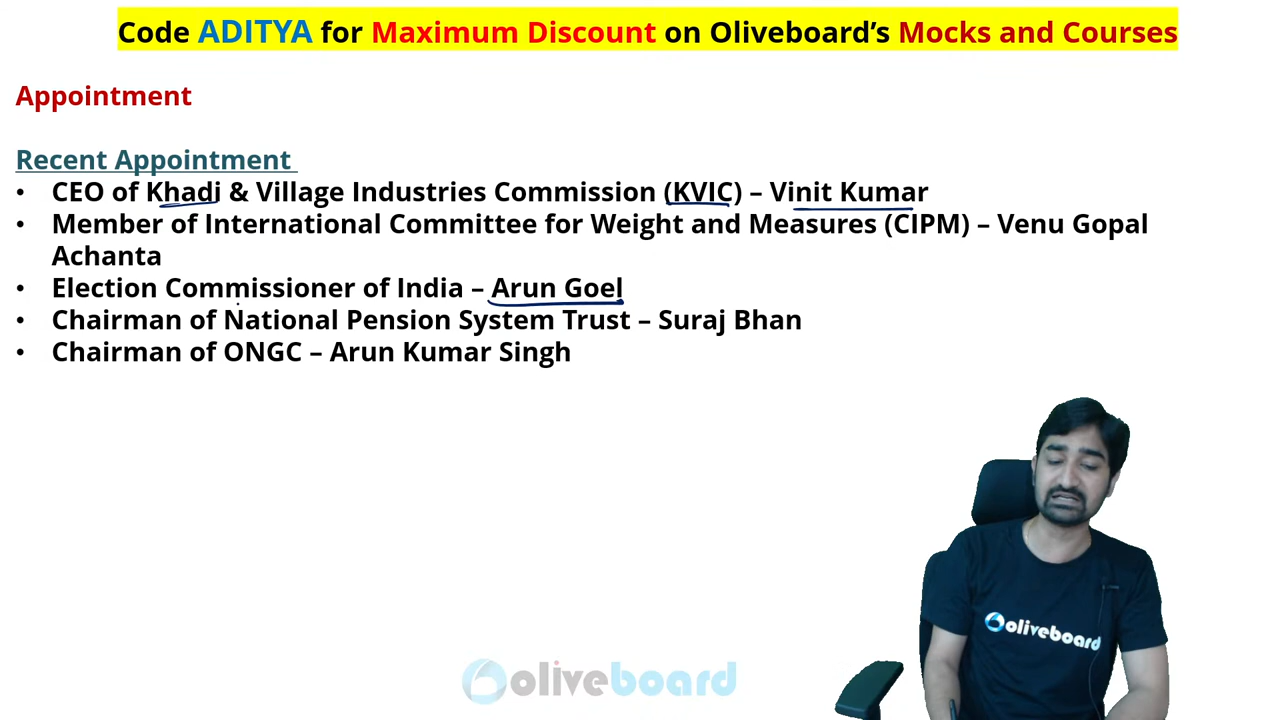 Code ADITYA for Maximum Discount on Oliveboard’s Mocks and Courses
Appointment
Recent Appointment
• CEO of Khadi & Village Industries Commission (KVIC) – Vinit Kumar
• Member of International Committee for Weight and Measures (CIPM) – Venu Gopal
Achanta
• Election Commissioner of India – Arun Goel
• Chairman of National Pension System Trust – Suraj Bhan
• Chairman of ONGC – Arun Kumar Singh
oliveboard
oliveboard